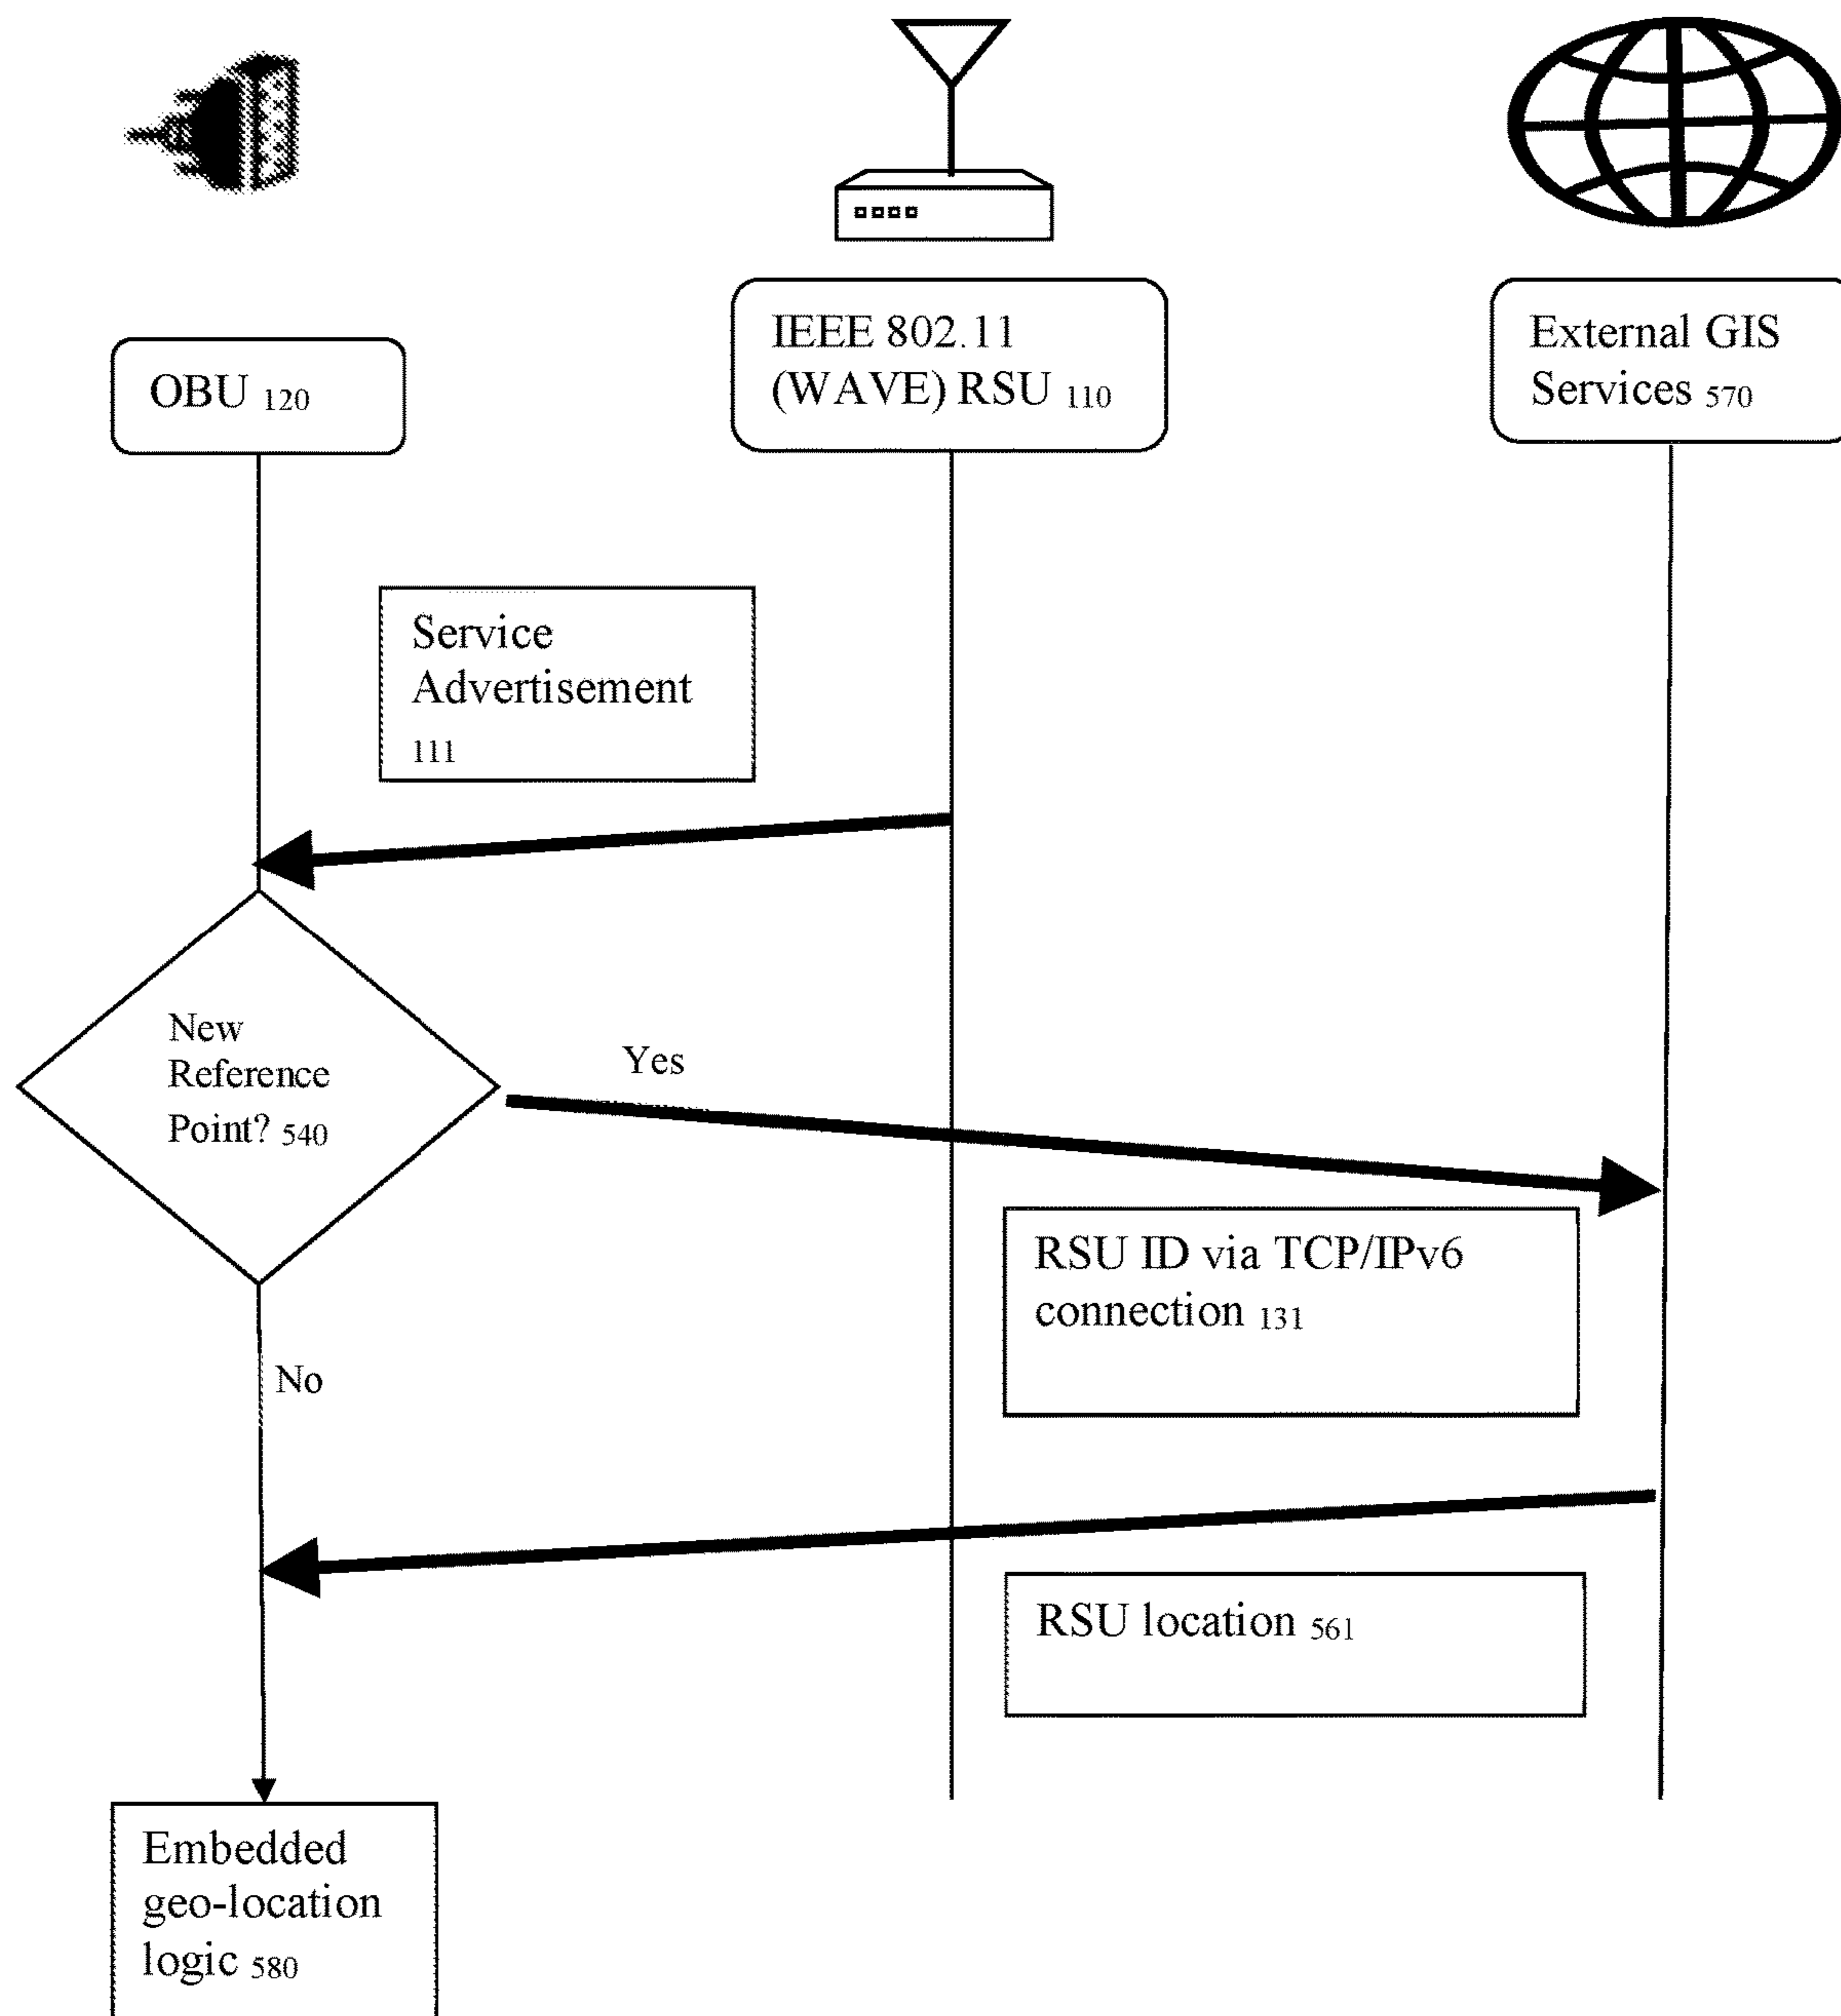 OBU 120
IEEE 802.11
(WAVE) RSU 110
External GIS
Services 570
Service
Advertisement
111
New
Reference
Point? 540
Yes
RSU ID via TCP/IPv6
connection 131
No
RSU location 561
Embedded
geo-location
logic 580